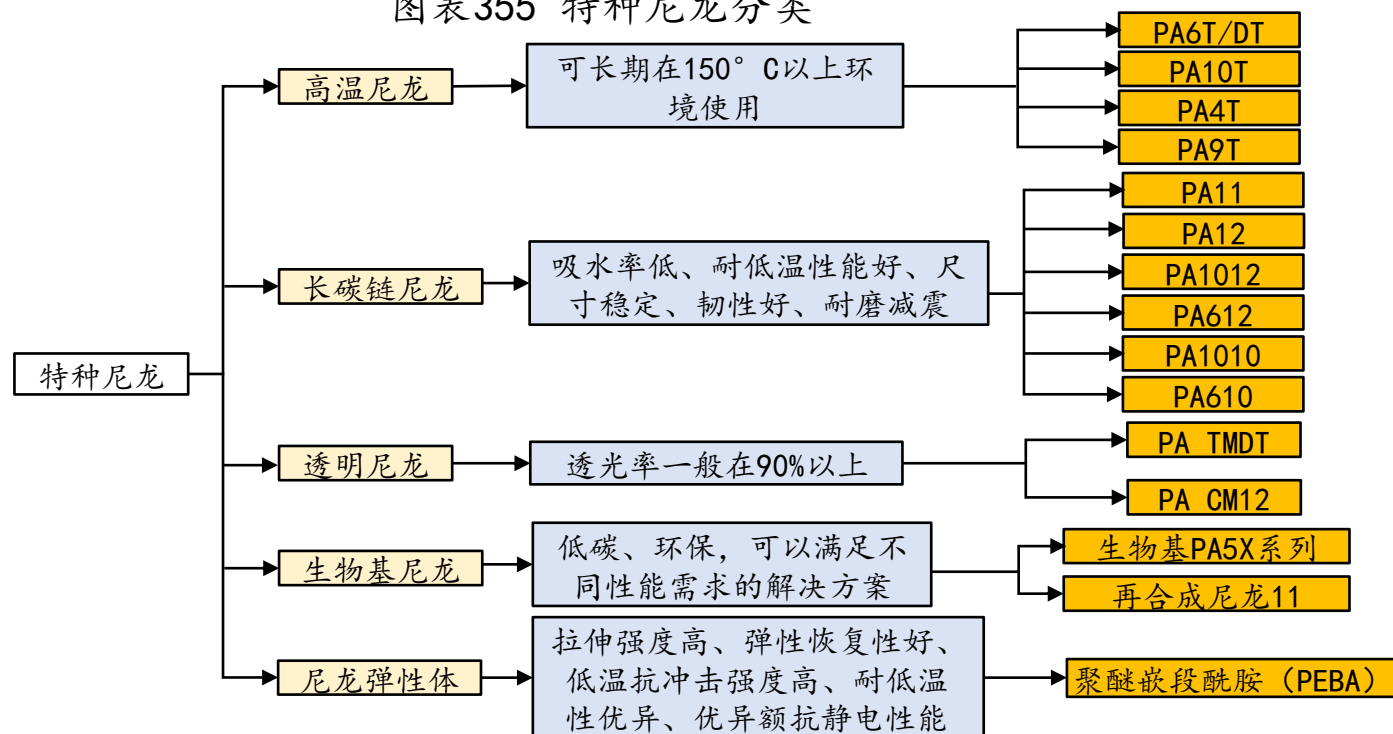 图表355 特种尼龙分类
特种尼龙
高温尼龙
可长期在150°C以上环
境使用
PA6T/DT
PA10T
PA4T
PA9T
长碳链尼龙
吸水率低、耐低温性能好、尺
寸稳定、韧性好、耐磨减震
PA11
PA12
PA1012
PA612
PA1010
PA610
透明尼龙
透光率一般在90%以上
PA TMDT
PA CM12
生物基尼龙
低碳、环保，可以满足不
同性能需求的解决方案
生物基PA5X系列
再合成尼龙11
尼龙弹性体
拉伸强度高、弹性恢复性好、
低温抗冲击强度高、耐低温
性优异、优异额抗静电性能
聚醚嵌段酰胺（PEBA）